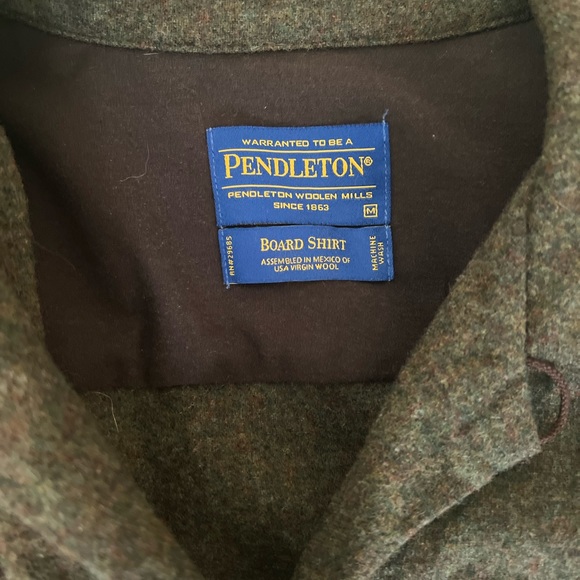 WARRANTED TO BE A
PENDLETON®
PENDLETON WOOLEN MILLS
SINCE 1863
M
RN#29685
BOARD SHIRT
ASSEMBLED IN MEXICO OF
USA VIRGIN WOOL
MACHINE
WASH